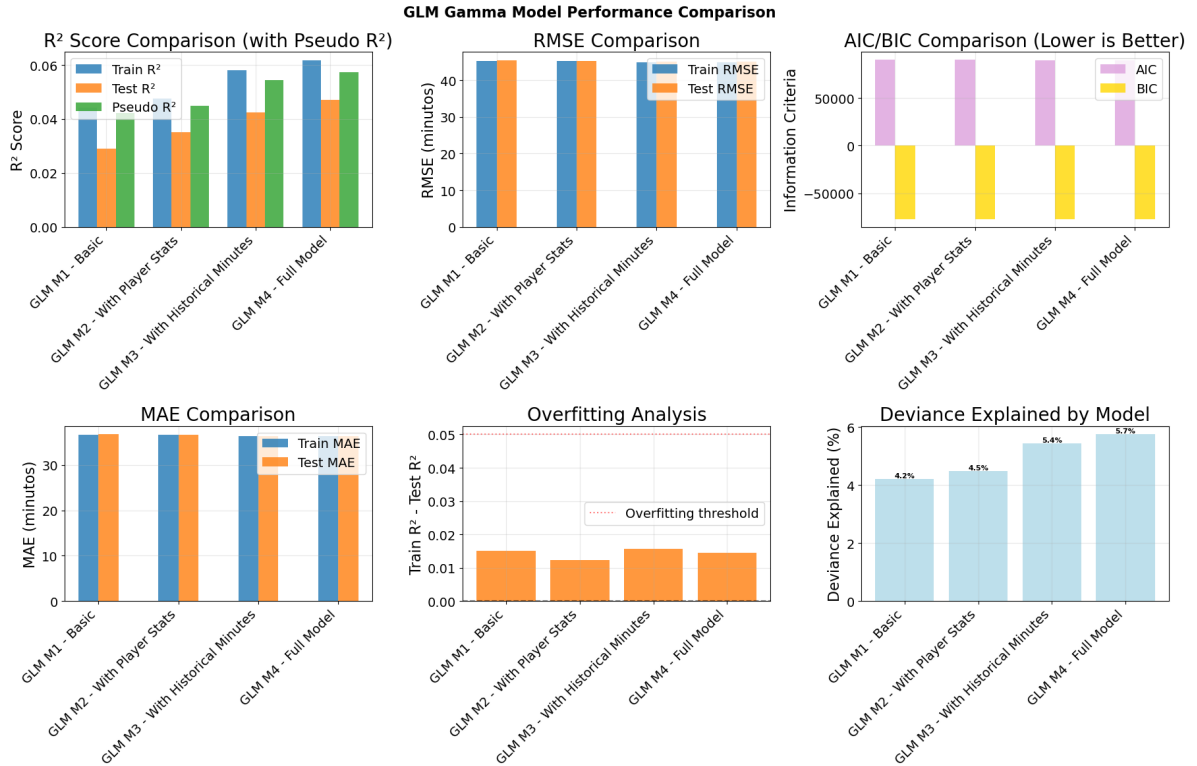 GLM Gamma Model Performance Comparison
R² Score Comparison (with Pseudo R²)
R² Score
0.06
0.04
0.02
0.00
Train R²
Test R²
Pseudo R²
GLM M1 - Basic
GLM M2 - With Player Stats
GLM M3 - With Historical Minutes
GLM M4 - Full Model
RMSE Comparison
RMSE (minutos)
40
30
20
10
0
Train RMSE
Test RMSE
GLM M1 - Basic
GLM M2 - With Player Stats
GLM M3 - With Historical Minutes
GLM M4 - Full Model
AIC/BIC Comparison (Lower is Better)
Information Criteria
50000
0
−50000
AIC
BIC
GLM M1 - Basic
GLM M2 - With Player Stats
GLM M3 - With Historical Minutes
GLM M4 - Full Model
MAE Comparison
MAE (minutos)
30
20
10
0
Train MAE
Test MAE
GLM M1 - Basic
GLM M2 - With Player Stats
GLM M3 - With Historical Minutes
GLM M4 - Full Model
Overfitting Analysis
Train R² - Test R²
0.05
0.04
0.03
0.02
0.01
0.00
Overfitting threshold
GLM M1 - Basic
GLM M2 - With Player Stats
GLM M3 - With Historical Minutes
GLM M4 - Full Model
Deviance Explained by Model
Deviance Explained (%)
6
4
2
0
4.2%
4.5%
5.4%
5.7%
GLM M1 - Basic
GLM M2 - With Player Stats
GLM M3 - With Historical Minutes
GLM M4 - Full Model